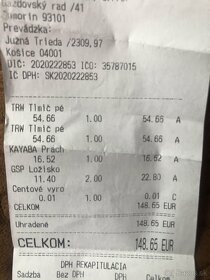 Bazdovský rad /41
Šamorín 93101
Prevádzka:
Južná Trieda /2309,97
Košice 04001
DIČ: 2020222853 IČO: 35787015
IČ DPH: SK2020222853
TRW Tlmič pé
54.66 1.00 54.66 A
TRW Tlmič pé
54.66 1.00 54.66 A
KAYABA Prach
16.52 1.00 16.52 A
GSP Ložisko
11.40 2.00 22.80 A
Centové vyro
0.01 1.00 0.01 C
CELKOM 148.65 EUR
Uhradené 148.65 EUR
CELKOM: 148.65 EUR
DPH REKAPITULÁCIA
Sadzba Bez DPH DPH